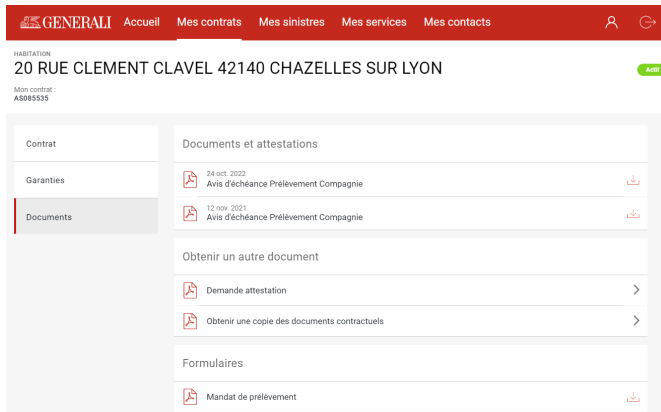 GENERALI Accueil Mes contrats Mes sinistres Mes services Mes contacts
HABITATION
20 RUE CLEMENT CLAVEL 42140 CHAZELLES SUR LYON
Actif
Mon contrat :
AS085535
Contrat
Garanties
Documents
Documents et attestations
24 oct. 2022
Avis d'échéance Prélèvement Compagnie
12 nov. 2021
Avis d'échéance Prélèvement Compagnie
Obtenir un autre document
Demande attestation
Obtenir une copie des documents contractuels
Formulaires
Mandat de prélèvement